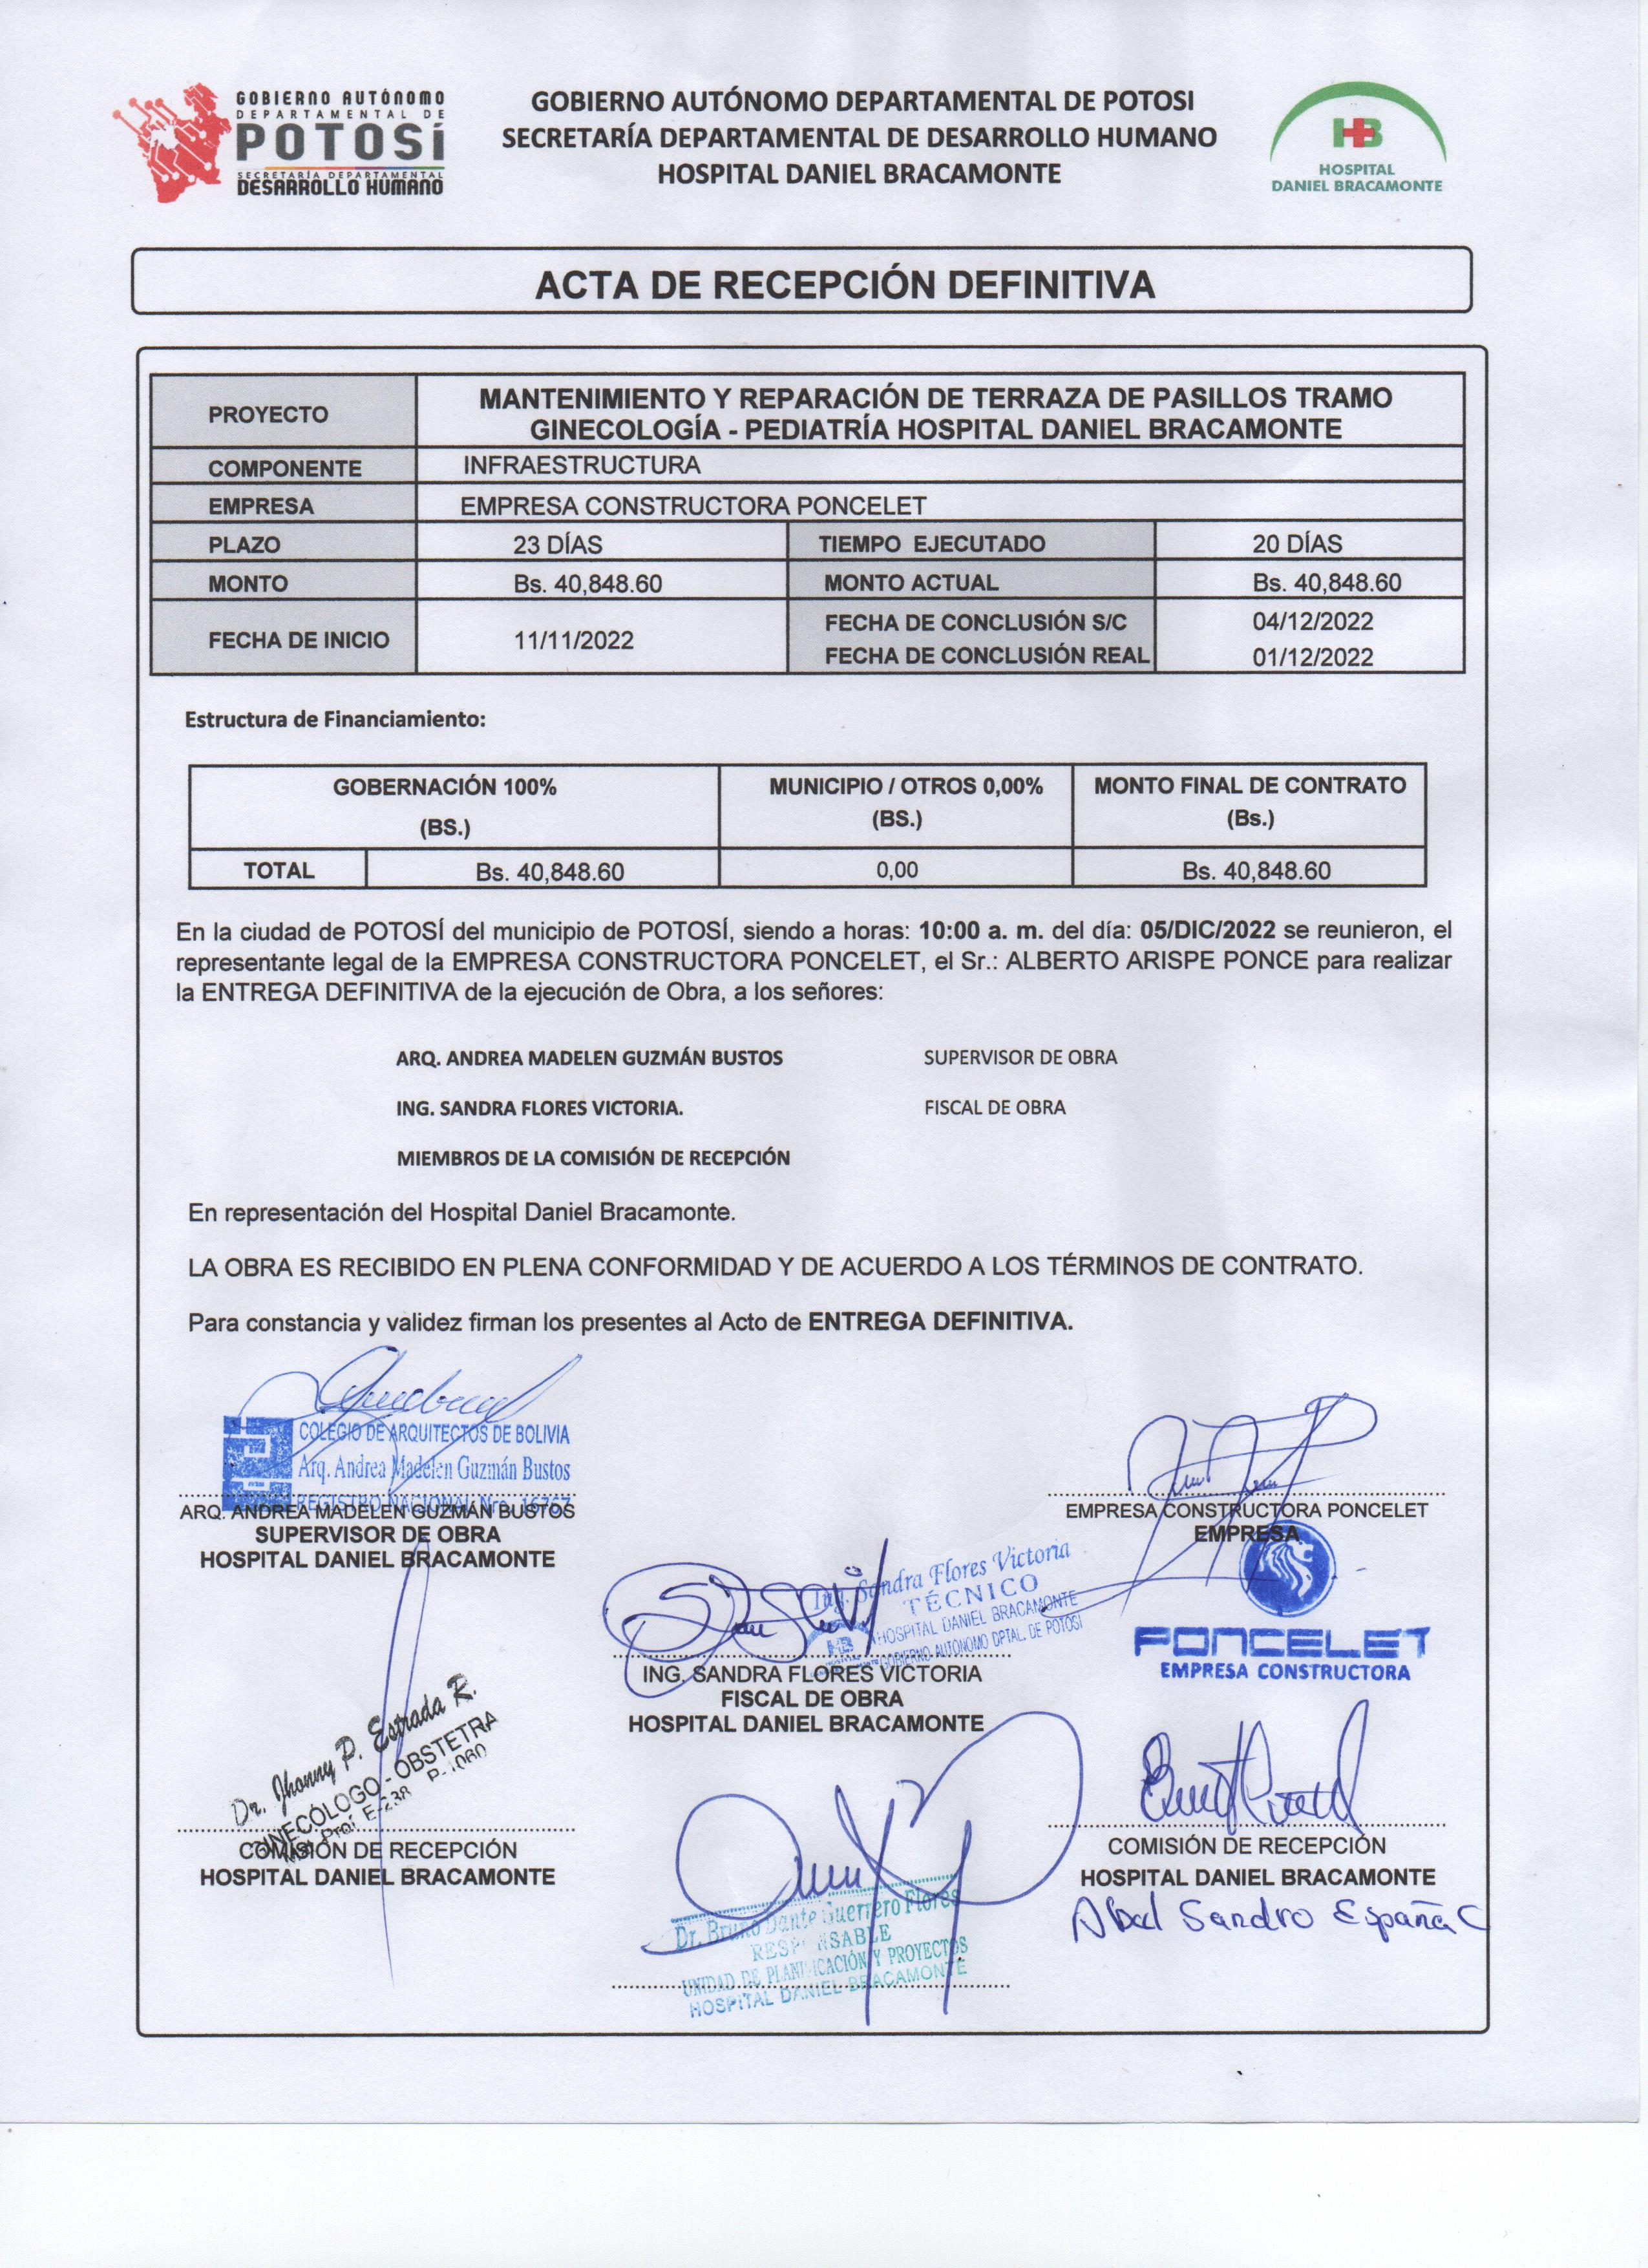 GOBIERNO AUTÓNOMO
DEPARTAMENTAL DE
POTOSÍ
SECRETARÍA DEPARTAMENTAL
DESARROLLO HUMANO
GOBIERNO AUTÓNOMO DEPARTAMENTAL DE POTOSI
SECRETARÍA DEPARTAMENTAL DE DESARROLLO HUMANO
HOSPITAL DANIEL BRACAMONTE
HB
HOSPITAL
DANIEL BRACAMONTE
ACTA DE RECEPCIÓN DEFINITIVA
PROYECTO MANTENIMIENTO Y REPARACIÓN DE TERRAZA DE PASILLOS TRAMO
GINECOLOGÍA - PEDIATRÍA HOSPITAL DANIEL BRACAMONTE
COMPONENTE INFRAESTRUCTURA
EMPRESA EMPRESA CONSTRUCTORA PONCELET
PLAZO 23 DÍAS TIEMPO EJECUTADO 20 DÍAS
MONTO Bs. 40,848.60 MONTO ACTUAL Bs. 40,848.60
FECHA DE INICIO 11/11/2022 FECHA DE CONCLUSIÓN S/C 04/12/2022
FECHA DE CONCLUSIÓN REAL 01/12/2022
Estructura de Financiamiento:
GOBERNACIÓN 100% MUNICIPIO / OTROS 0,00% MONTO FINAL DE CONTRATO
(BS.) (BS.) (Bs.)
TOTAL Bs. 40,848.60 0,00 Bs. 40,848.60
En la ciudad de POTOSÍ del municipio de POTOSÍ, siendo a horas: 10:00 a. m. del día: 05/DIC/2022 se reunieron, el
representante legal de la EMPRESA CONSTRUCTORA PONCELET, el Sr.: ALBERTO ARISPE PONCE para realizar
la ENTREGA DEFINITIVA de la ejecución de Obra, a los señores:
ARQ. ANDREA MADELEN GUZMÁN BUSTOS SUPERVISOR DE OBRA
ING. SANDRA FLORES VICTORIA. FISCAL DE OBRA
MIEMBROS DE LA COMISIÓN DE RECEPCIÓN
En representación del Hospital Daniel Bracamonte.
LA OBRA ES RECIBIDO EN PLENA CONFORMIDAD Y DE ACUERDO A LOS TÉRMINOS DE CONTRATO.
Para constancia y validez firman los presentes al Acto de ENTREGA DEFINITIVA.
COLEGIO DE ARQUITECTOS DE BOLIVIA
Arq. Andrea Madelen Guzmán Bustos
REGISTRO NACIONAL Nro. 16767
ARQ. ANDREA MADELEN GUZMÁN BUSTOS
SUPERVISOR DE OBRA
HOSPITAL DANIEL BRACAMONTE
EMPRESA CONSTRUCTORA PONCELET
EMPRESA
PONCELET
EMPRESA CONSTRUCTORA
Ing. Sandra Flores Victoria
TÉCNICO
HOSPITAL DANIEL BRACAMONTE
GOBIERNO AUTONOMO DPTAL. DE POTOSI
ING. SANDRA FLORES VICTORIA
FISCAL DE OBRA
HOSPITAL DANIEL BRACAMONTE
Dr. Jhonny P. Estrada R.
GINECÓLOGO - OBSTETRA
Mat. Prof. E-238 P-1080
COMISIÓN DE RECEPCIÓN
HOSPITAL DANIEL BRACAMONTE
COMISIÓN DE RECEPCIÓN
HOSPITAL DANIEL BRACAMONTE
Abad Sandro España C
Dr. Bruno Dante Guerrero Flores
RESPONSABLE
UNIDAD DE PLANIFICACIÓN Y PROYECTOS
HOSPITAL DANIEL BRACAMONTE